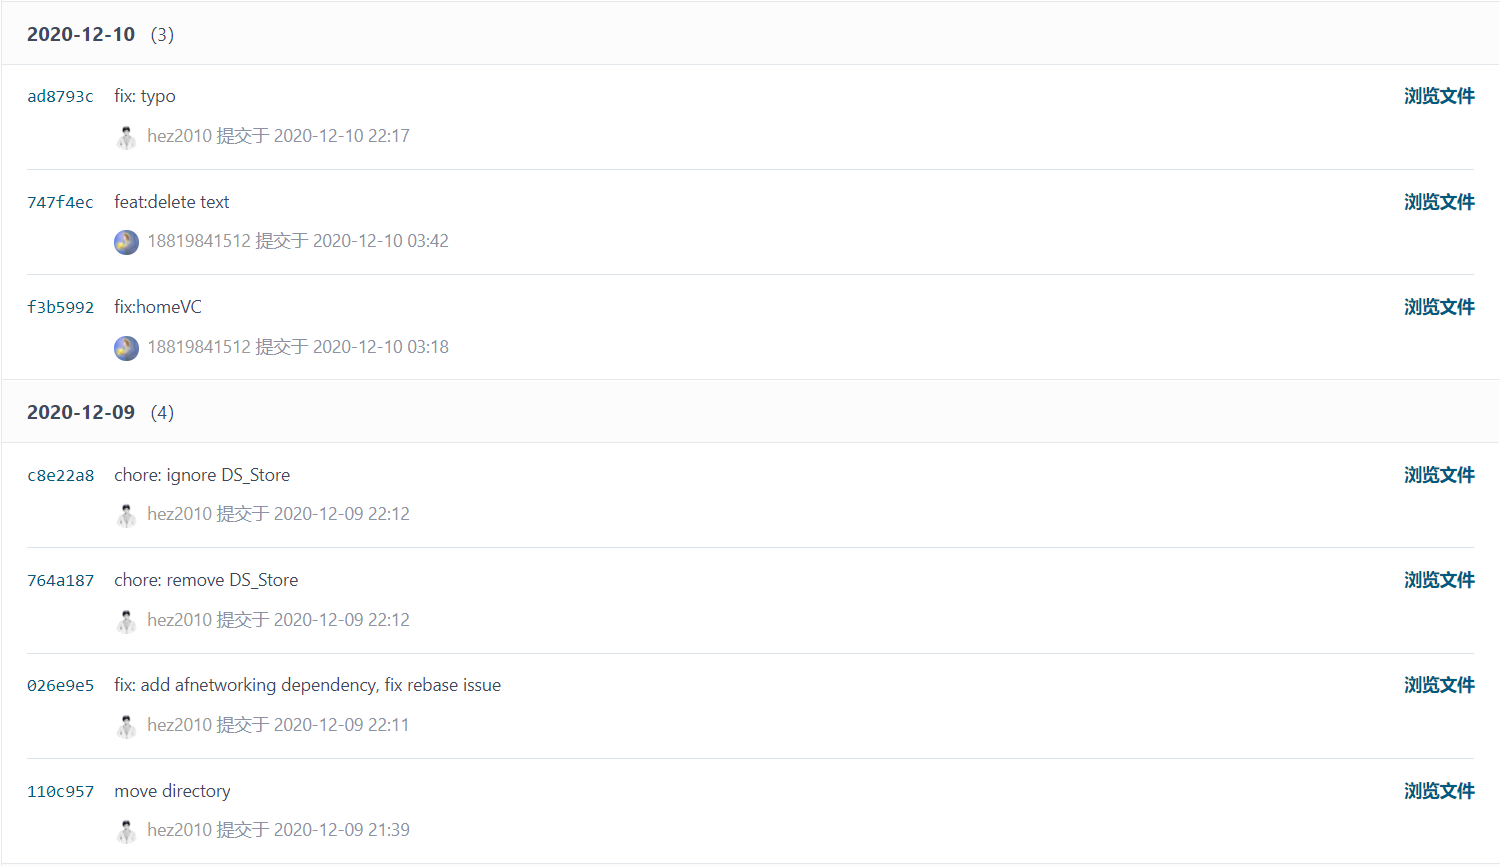 2020-12-10 (3)
ad8793c fix: typo 浏览文件
hez2010 提交于 2020-12-10 22:17
747f4ec feat:delete text 浏览文件
18819841512 提交于 2020-12-10 03:42
f3b5992 fix:homeVC 浏览文件
18819841512 提交于 2020-12-10 03:18
2020-12-09 (4)
c8e22a8 chore: ignore DS_Store 浏览文件
hez2010 提交于 2020-12-09 22:12
764a187 chore: remove DS_Store 浏览文件
hez2010 提交于 2020-12-09 22:12
026e9e5 fix: add afnetworking dependency, fix rebase issue 浏览文件
hez2010 提交于 2020-12-09 22:11
110c957 move directory 浏览文件
hez2010 提交于 2020-12-09 21:39